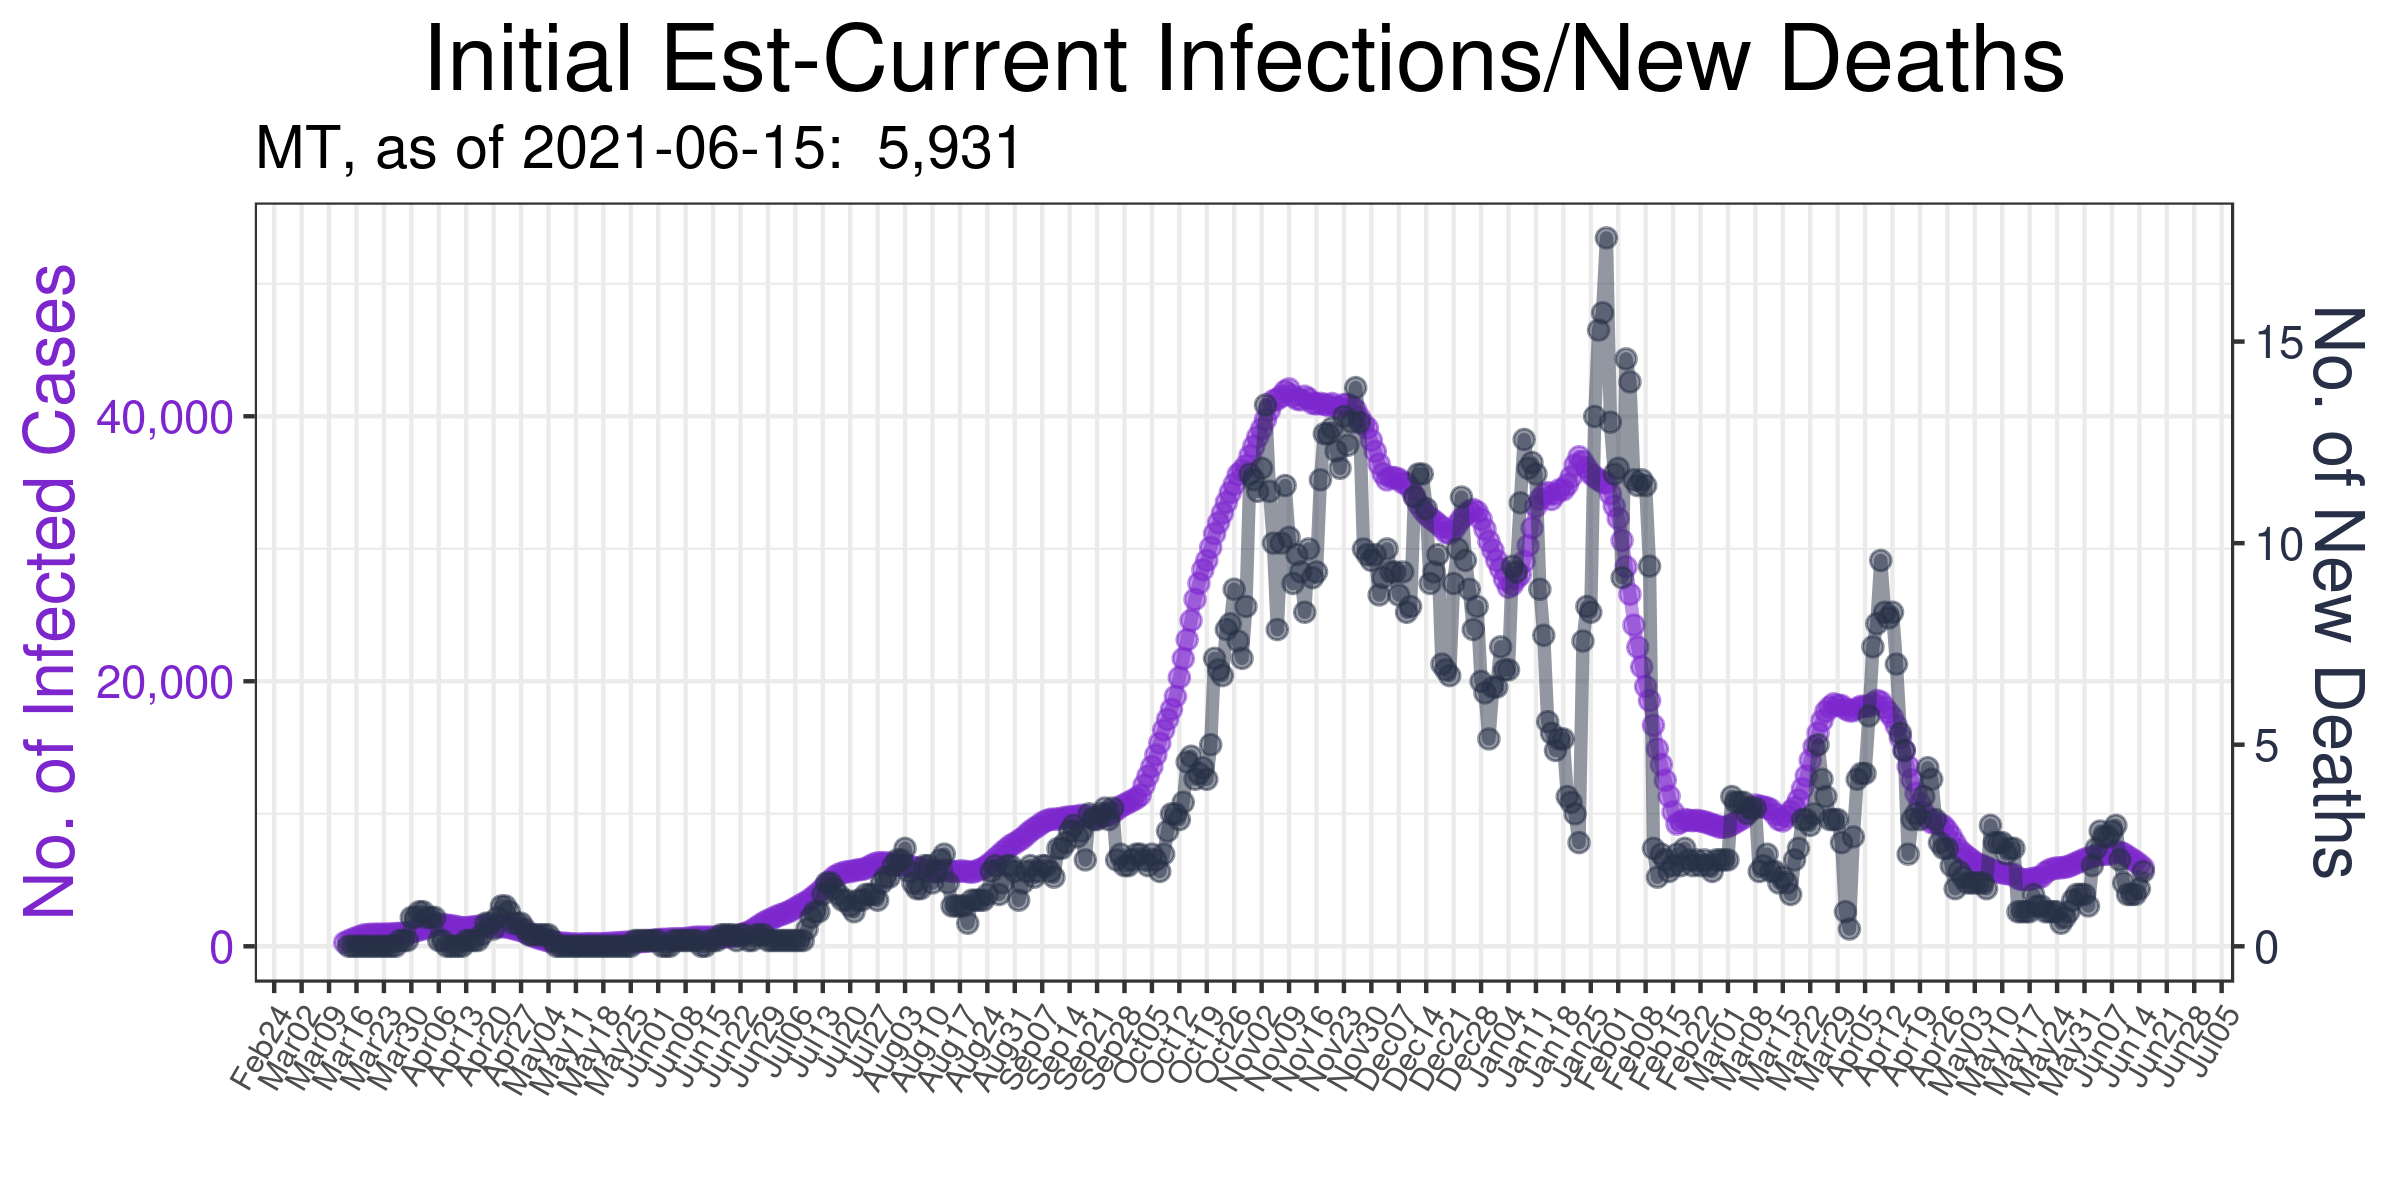 Initial Est-Current Infections/New Deaths
MT, as of 2021-06-15:  5,931
No. of Infected Cases
40,000
20,000
0
15
10
5
0
No. of New Deaths
Feb24
Mar02
Mar09
Mar16
Mar23
Mar30
Apr06
Apr13
Apr20
Apr27
May04
May11
May18
May25
Jun01
Jun08
Jun15
Jun22
Jun29
Jul06
Jul13
Jul20
Jul27
Aug03
Aug10
Aug17
Aug24
Aug31
Sep07
Sep14
Sep21
Sep28
Oct05
Oct12
Oct19
Oct26
Nov02
Nov09
Nov16
Nov23
Nov30
Dec07
Dec14
Dec21
Dec28
Jan04
Jan11
Jan18
Jan25
Feb01
Feb08
Feb15
Feb22
Mar01
Mar08
Mar15
Mar22
Mar29
Apr05
Apr12
Apr19
Apr26
May03
May10
May17
May24
May31
Jun07
Jun14
Jun21
Jun28
Jul05